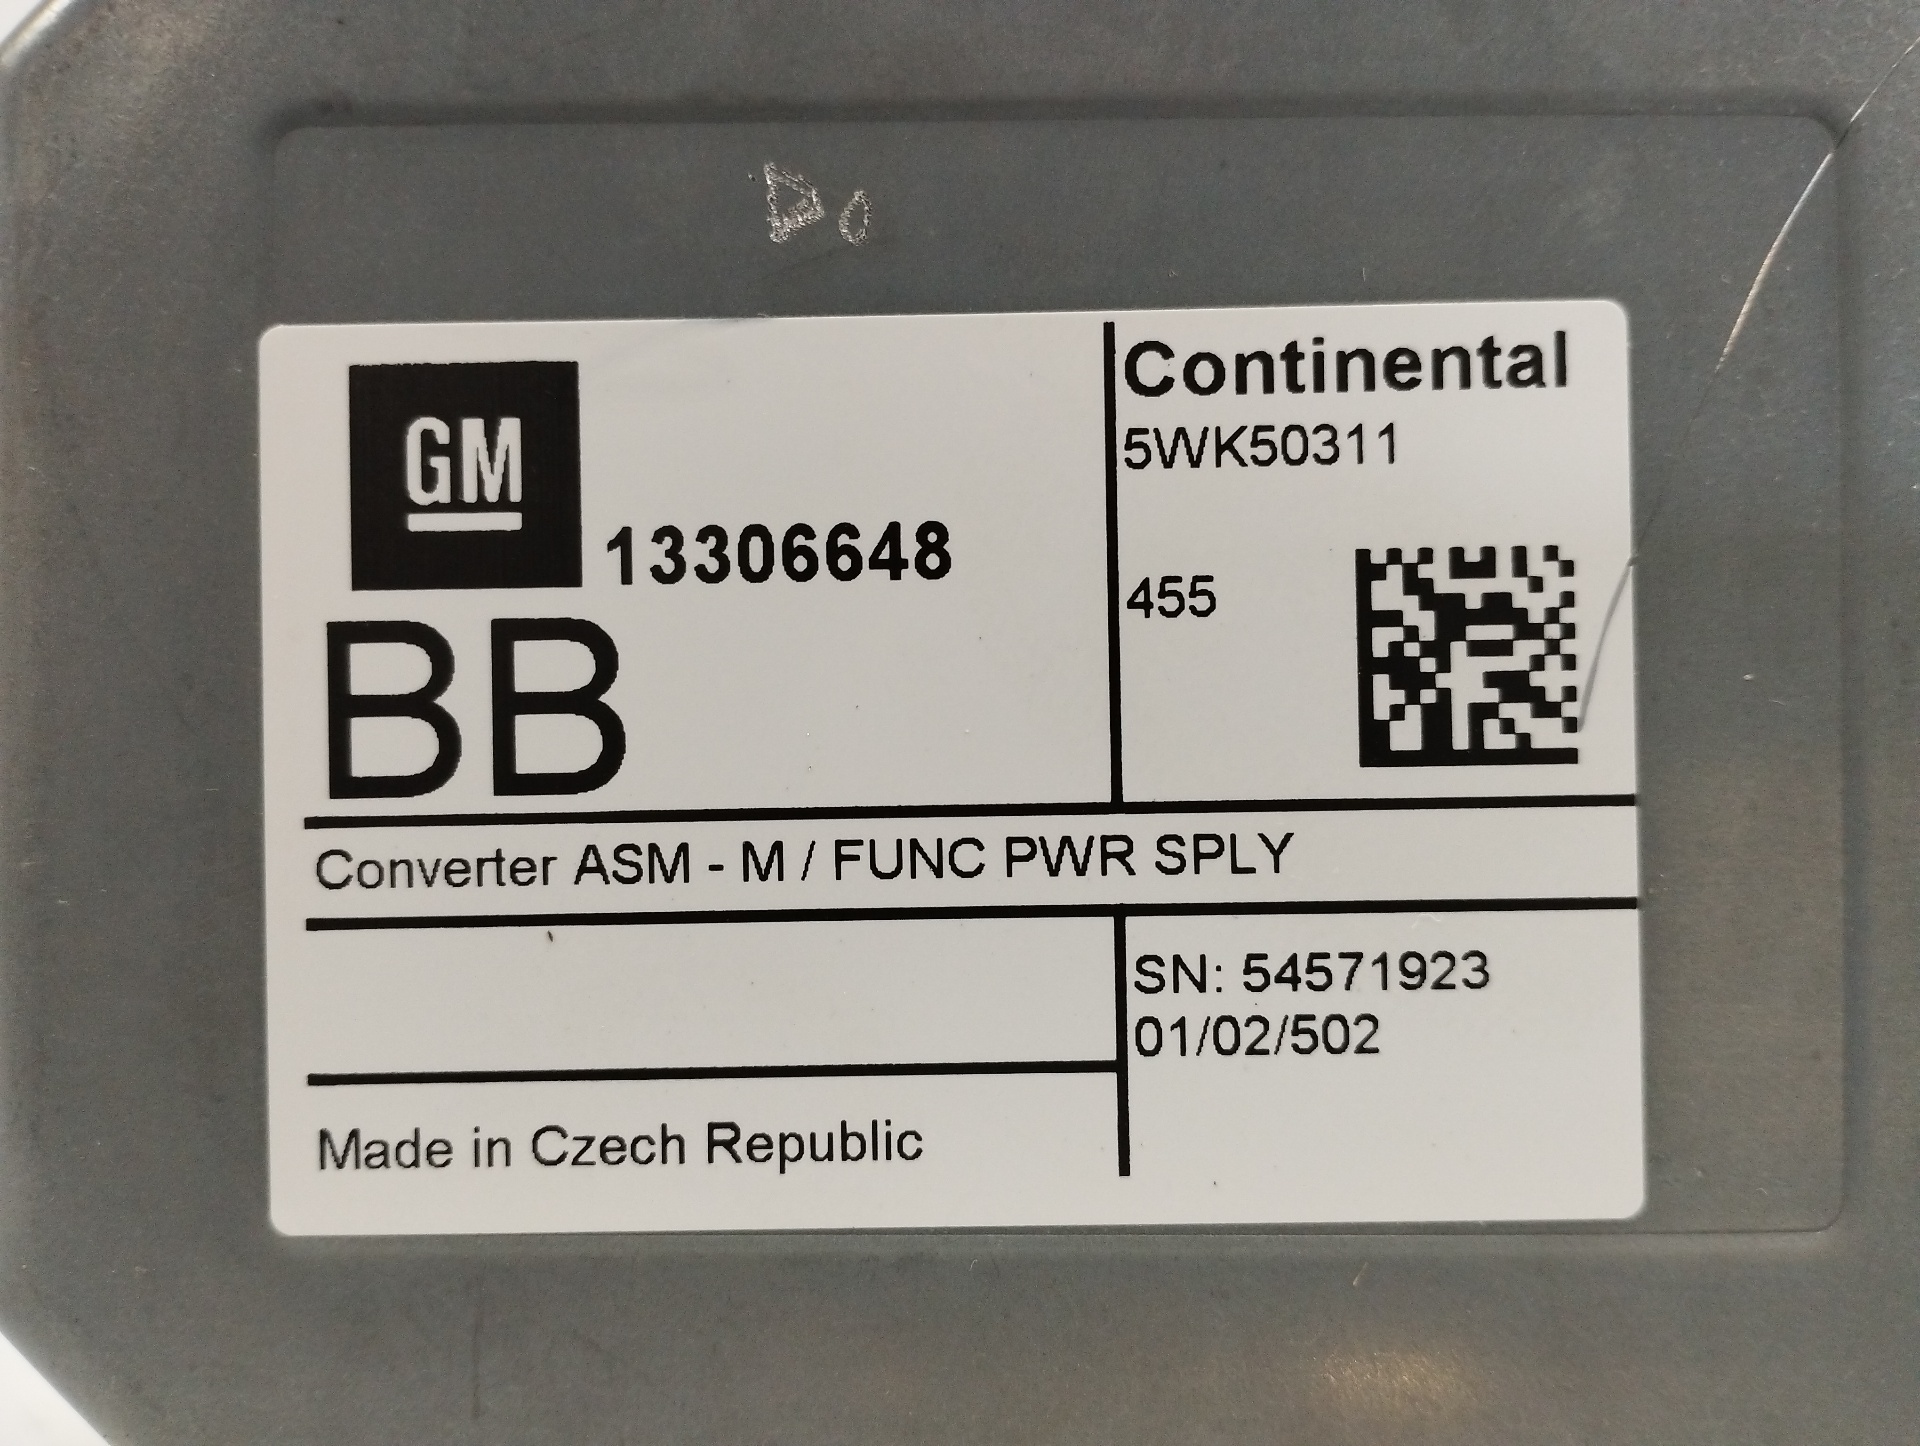 Do
GM
13306648
BB
Continental
5WK50311
455
Converter ASM - M / FUNC PWR SPLY
SN: 54571923
01/02/502
Made in Czech Republic